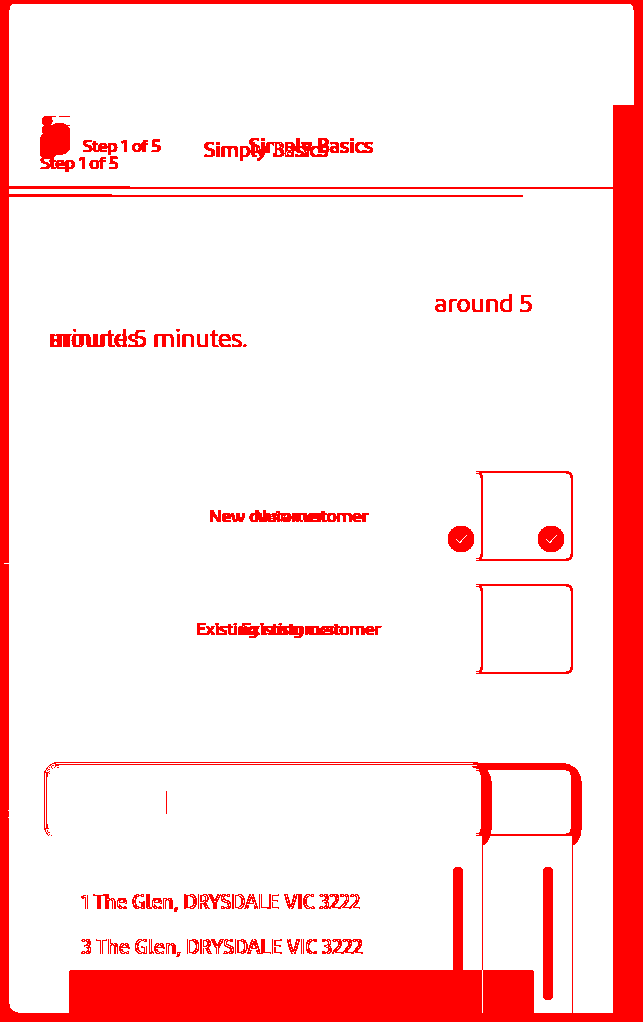 Step 1 of 5
Simply Basics
Step 1 of 5
Simply Basics
around 5
around 5 minutes.
New customer
Existing customer
1 The Glen, DRYSDALE VIC 3222
3 The Glen, DRYSDALE VIC 3222